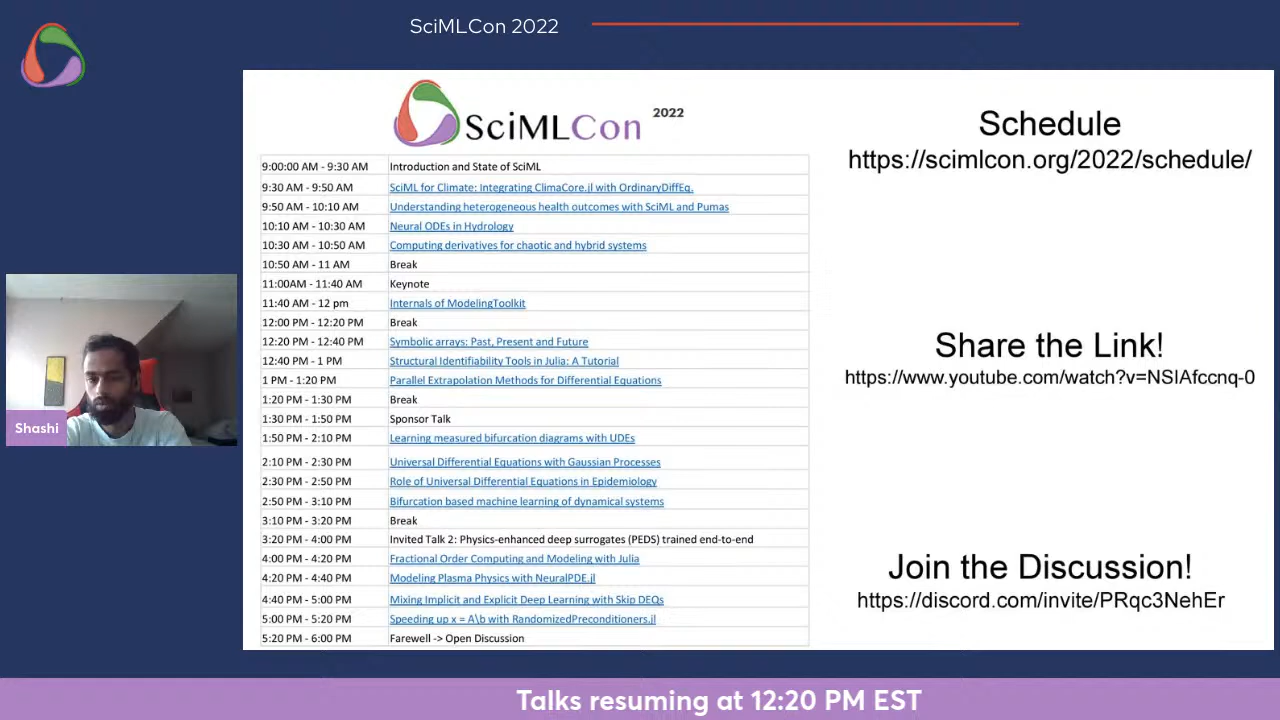 SciMLCon 2022
SciMLCon 2022
9:00:00 AM - 9:30 AM Introduction and State of SciML
9:30 AM - 9:50 AM SciML for Climate: Integrating ClimaCore.jl with OrdinaryDiffEq.
9:50 AM - 10:10 AM Understanding heterogeneous health outcomes with SciML and Pumas
10:10 AM - 10:30 AM Neural ODEs in Hydrology
10:30 AM - 10:50 AM Computing derivatives for chaotic and hybrid systems
10:50 AM - 11 AM Break
11:00AM - 11:40 AM Keynote
11:40 AM - 12 pm Internals of ModelingToolkit
12:00 PM - 12:20 PM Break
12:20 PM - 12:40 PM Symbolic arrays: Past, Present and Future
12:40 PM - 1 PM Structural Identifiability Tools in Julia: A Tutorial
1 PM - 1:20 PM Parallel Extrapolation Methods for Differential Equations
1:20 PM - 1:30 PM Break
1:30 PM - 1:50 PM Sponsor Talk
1:50 PM - 2:10 PM Learning measured bifurcation diagrams with UDEs
2:10 PM - 2:30 PM Universal Differential Equations with Gaussian Processes
2:30 PM - 2:50 PM Role of Universal Differential Equations in Epidemiology
2:50 PM - 3:10 PM Bifurcation based machine learning of dynamical systems
3:10 PM - 3:20 PM Break
3:20 PM - 4:00 PM Invited Talk 2: Physics-enhanced deep surrogates (PEDS) trained end-to-end
4:00 PM - 4:20 PM Fractional Order Computing and Modeling with Julia
4:20 PM - 4:40 PM Modeling Plasma Physics with NeuralPDE.jl
4:40 PM - 5:00 PM Mixing Implicit and Explicit Deep Learning with Skip DEQs
5:00 PM - 5:20 PM Speeding up x = A\b with RandomizedPreconditioners.jl
5:20 PM - 6:00 PM Farewell -> Open Discussion
Schedule
https://scimlcon.org/2022/schedule/
Share the Link!
https://www.youtube.com/watch?v=NSIAfccnq-0
Join the Discussion!
https://discord.com/invite/PRqc3NehEr
Shashi
Talks resuming at 12:20 PM EST